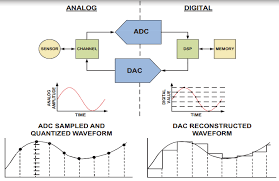 ANALOG
DIGITAL
ADC
SENSOR
CHANNEL
DSP
MEMORY
DAC
ANALOG
AMPLITUDE
TIME
DIGITAL
VALUE
TIME
ADC SAMPLED AND
QUANTIZED WAVEFORM
DAC RECONSTRUCTED
WAVEFORM